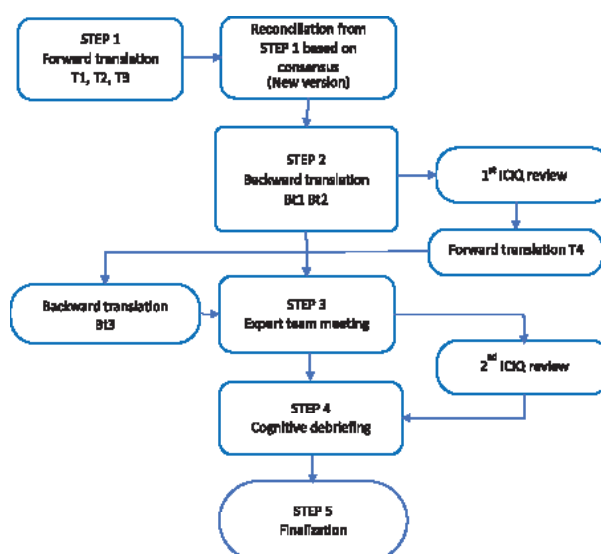 STEP 1
Forward translation
T1, T2, T3
Reconciliation from
STEP 1 based on
consensus
(New version)
STEP 2
Backward translation
Bt1 Bt2
1st ICIQ review
Forward translation T4
Backward translation
Bt3
STEP 3
Expert team meeting
2nd ICIQ review
STEP 4
Cognitive debriefing
STEP 5
Finalization